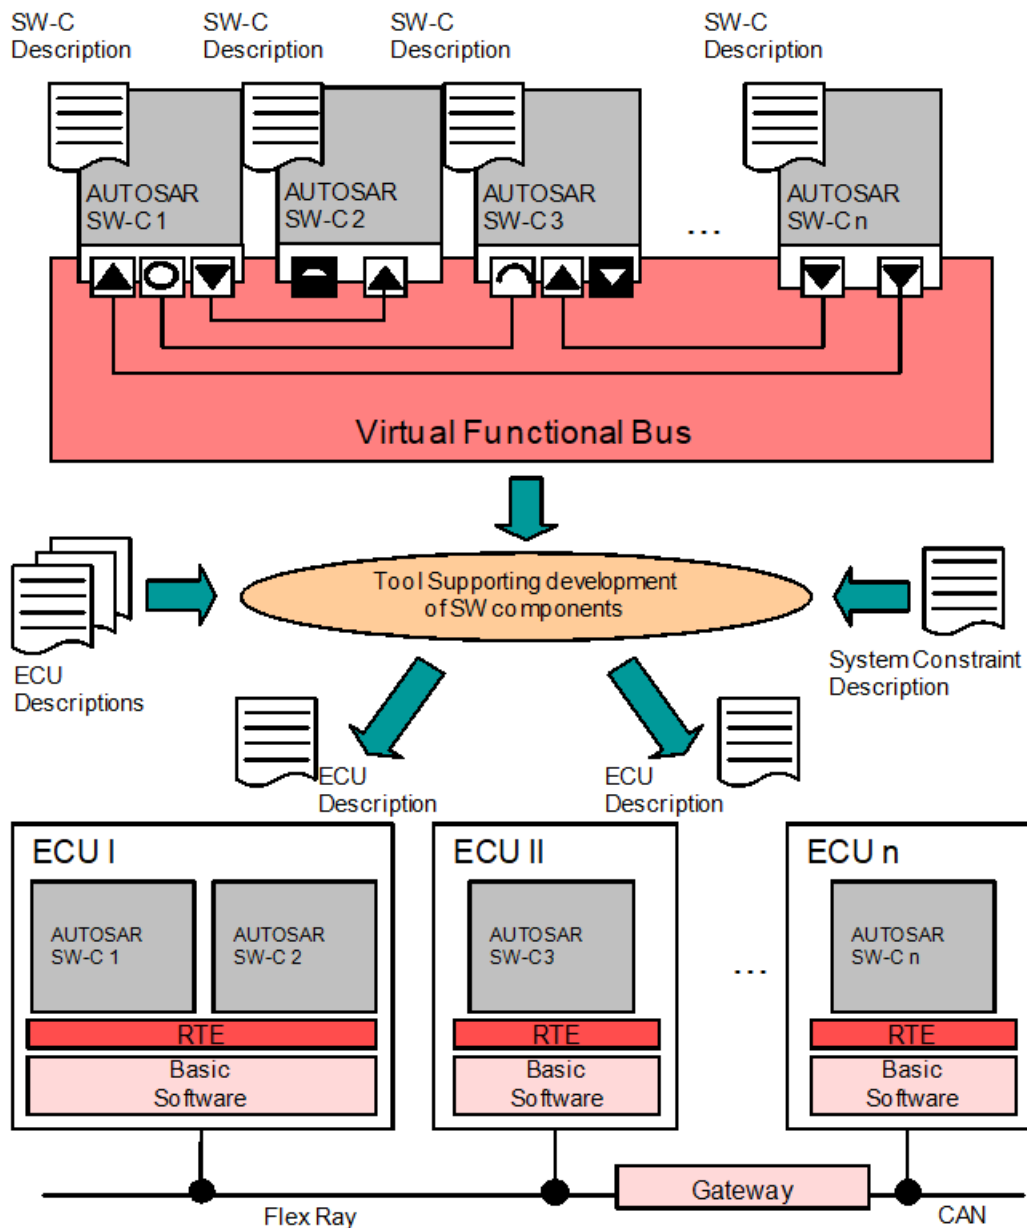 SW-C
Description
SW-C
Description
SW-C
Description
SW-C
Description
AUTOSAR
SW-C 1
AUTOSAR
SW-C 2
AUTOSAR
SW-C 3
...
AUTOSAR
SW-C n
Virtual Functional Bus
Tool Supporting development
of SW components
ECU
Descriptions
System Constraint
Description
ECU
Description
ECU
Description
ECU I
AUTOSAR
SW-C 1
AUTOSAR
SW-C 2
RTE
Basic
Software
ECU II
AUTOSAR
SW-C 3
RTE
Basic
Software
...
ECU n
AUTOSAR
SW-C n
RTE
Basic
Software
Flex Ray
Gateway
CAN